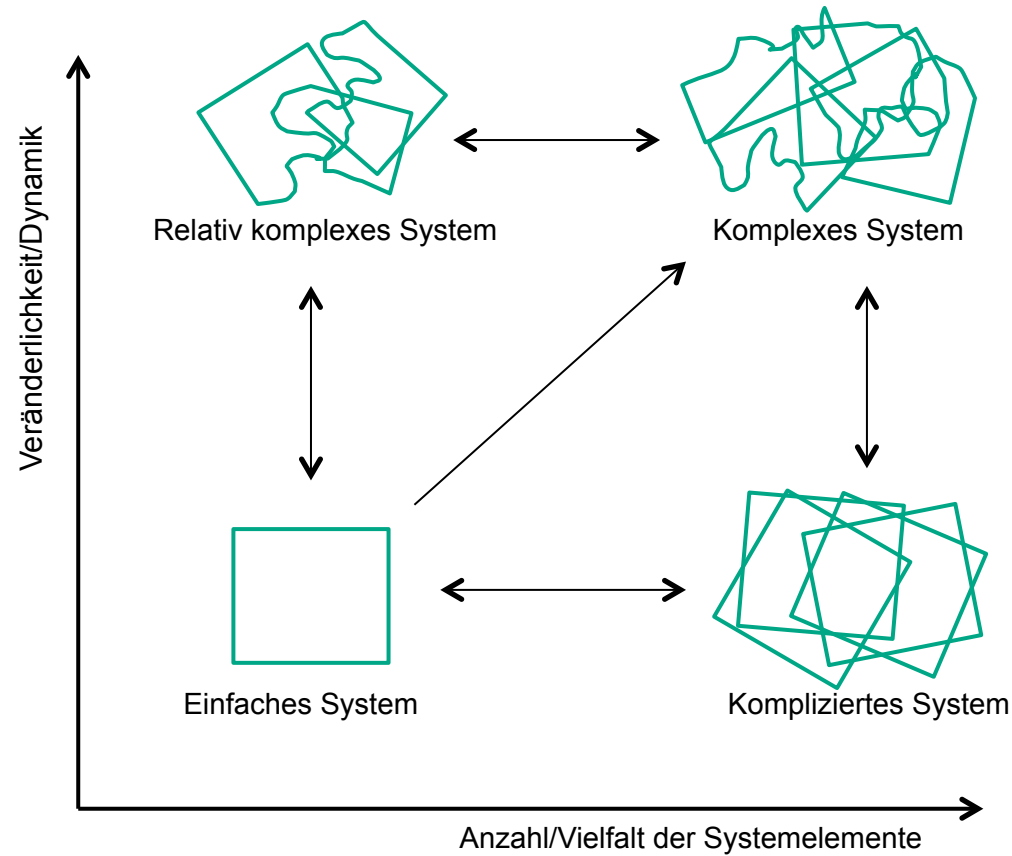 Veränderlichkeit/Dynamik
Relativ komplexes System
Komplexes System
Einfaches System
Kompliziertes System
Anzahl/Vielfalt der Systemelemente